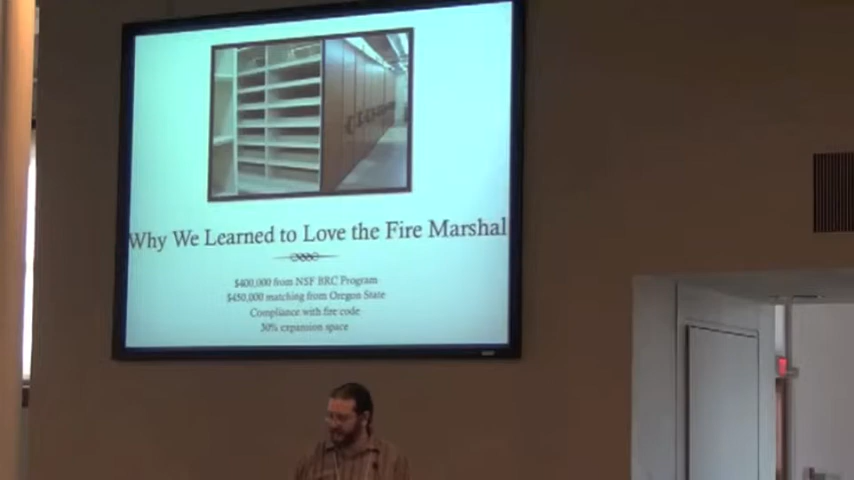 Why We Learned to Love the Fire Marshal
$400,000 from NSF BRC Program
$450,000 matching from Oregon State
Compliance with fire code
30% expansion space